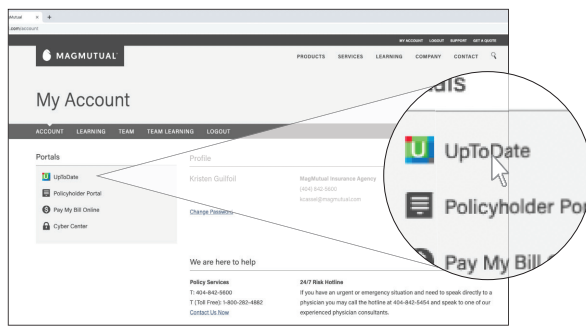 MagMutual × +
.com/account
MY ACCOUNT LOGOUT SUPPORT GET A QUOTE
MAGMUTUAL
PRODUCTS SERVICES LEARNING COMPANY CONTACT
My Account
ACCOUNT LEARNING TEAM TEAM LEARNING LOGOUT
Portals
UpToDate
Policyholder Portal
Pay My Bill Online
Cyber Center
Profile
Kristen Guilfoil
Change Password
MagMutual Insurance Agency
(404) 842-5600
kcessel@magmutual.com
We are here to help
Policy Services
T: 404-842-5600
T (Toll Free): 1-800-282-4882
Contact Us Now
24/7 Risk Hotline
If you have an urgent or emergency situation and need to speak directly to a
physician you may call the hotline at 404-842-5454 and speak to one of our
experienced physician consultants.
UpToDate
Policyholder Por
Pay My Bill